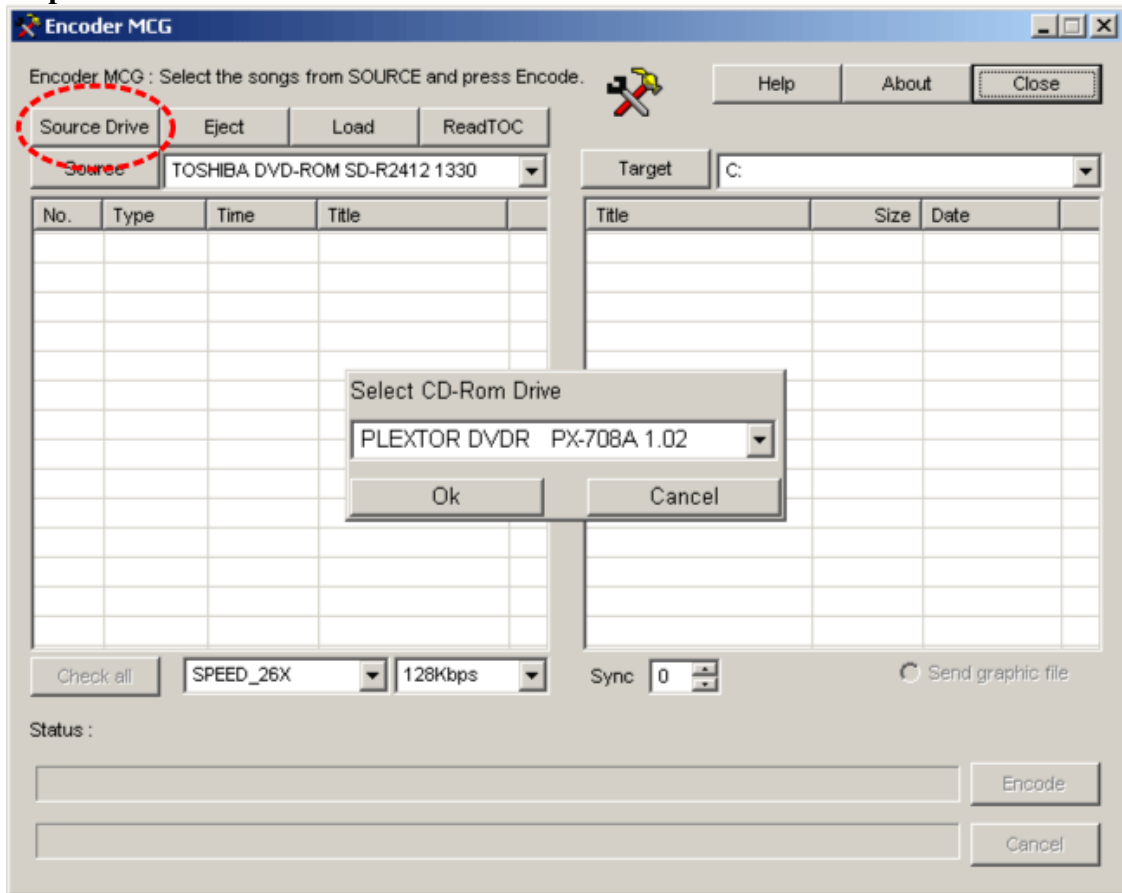 Encoder MCG
Encoder MCG : Select the songs from SOURCE and press Encode.
Help About Close
Source Drive Eject Load ReadTOC
Source TOSHIBA DVD-ROM SD-R2412 1330 Target C:
No. Type Time Title Title Size Date
Select CD-Rom Drive
PLEXTOR DVDR PX-708A 1.02
Ok Cancel
Check all SPEED_26X 128Kbps Sync 0 Send graphic file
Status :
Encode
Cancel